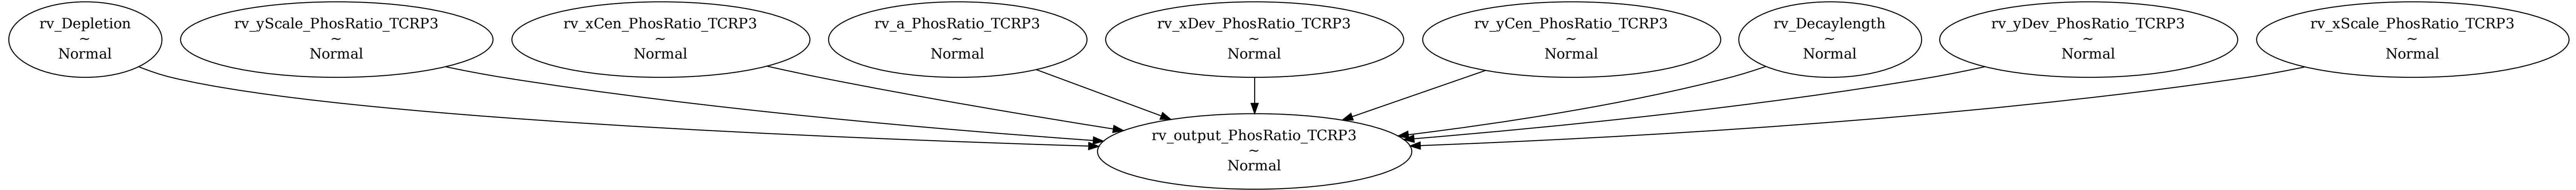 rv_Depletion
~
Normal
rv_yScale_PhosRatio_TCRP3
~
Normal
rv_xCen_PhosRatio_TCRP3
~
Normal
rv_a_PhosRatio_TCRP3
~
Normal
rv_xDev_PhosRatio_TCRP3
~
Normal
rv_yCen_PhosRatio_TCRP3
~
Normal
rv_Decaylength
~
Normal
rv_yDev_PhosRatio_TCRP3
~
Normal
rv_xScale_PhosRatio_TCRP3
~
Normal
rv_output_PhosRatio_TCRP3
~
Normal